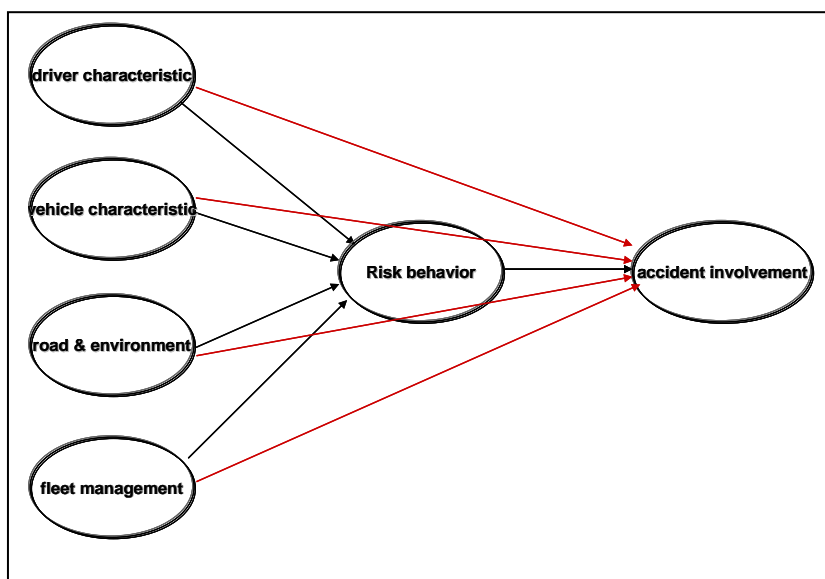 driver characteristic
vehicle characteristic
Risk behavior
accident involvement
road & environment
fleet management